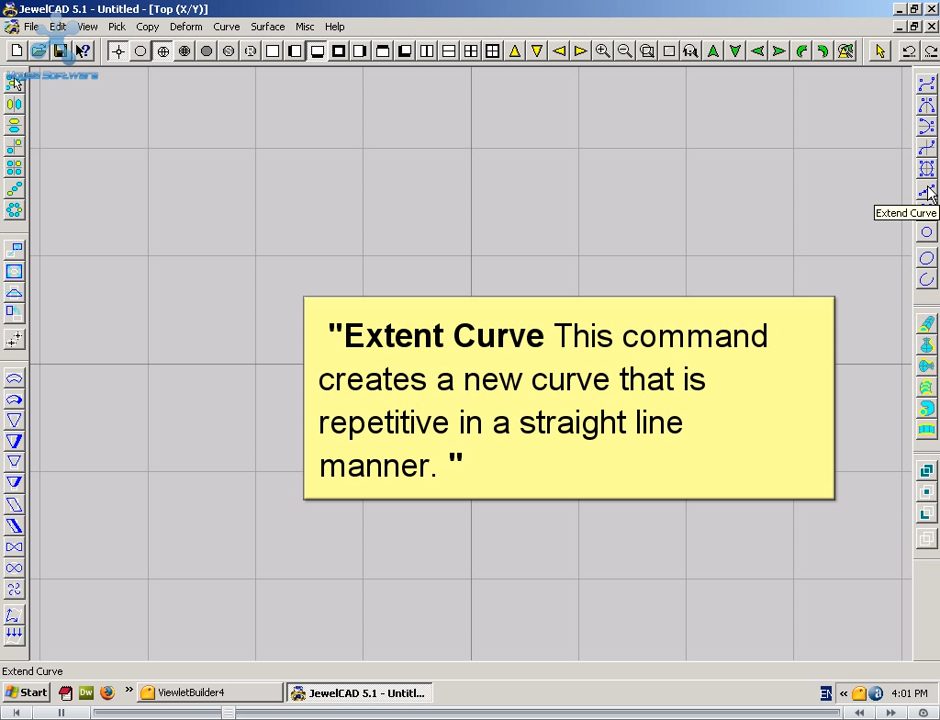 JewelCAD 5.1 - Untitled - [Top (X/Y)]
File Edit View Pick Copy Deform Curve Surface Misc Help
Extend Curve
"Extent Curve This command
creates a new curve that is
repetitive in a straight line
manner. "
Extend Curve
Start Dw » ViewletBuilder4 JewelCAD 5.1 - Untitl... EN « 4:01 PM